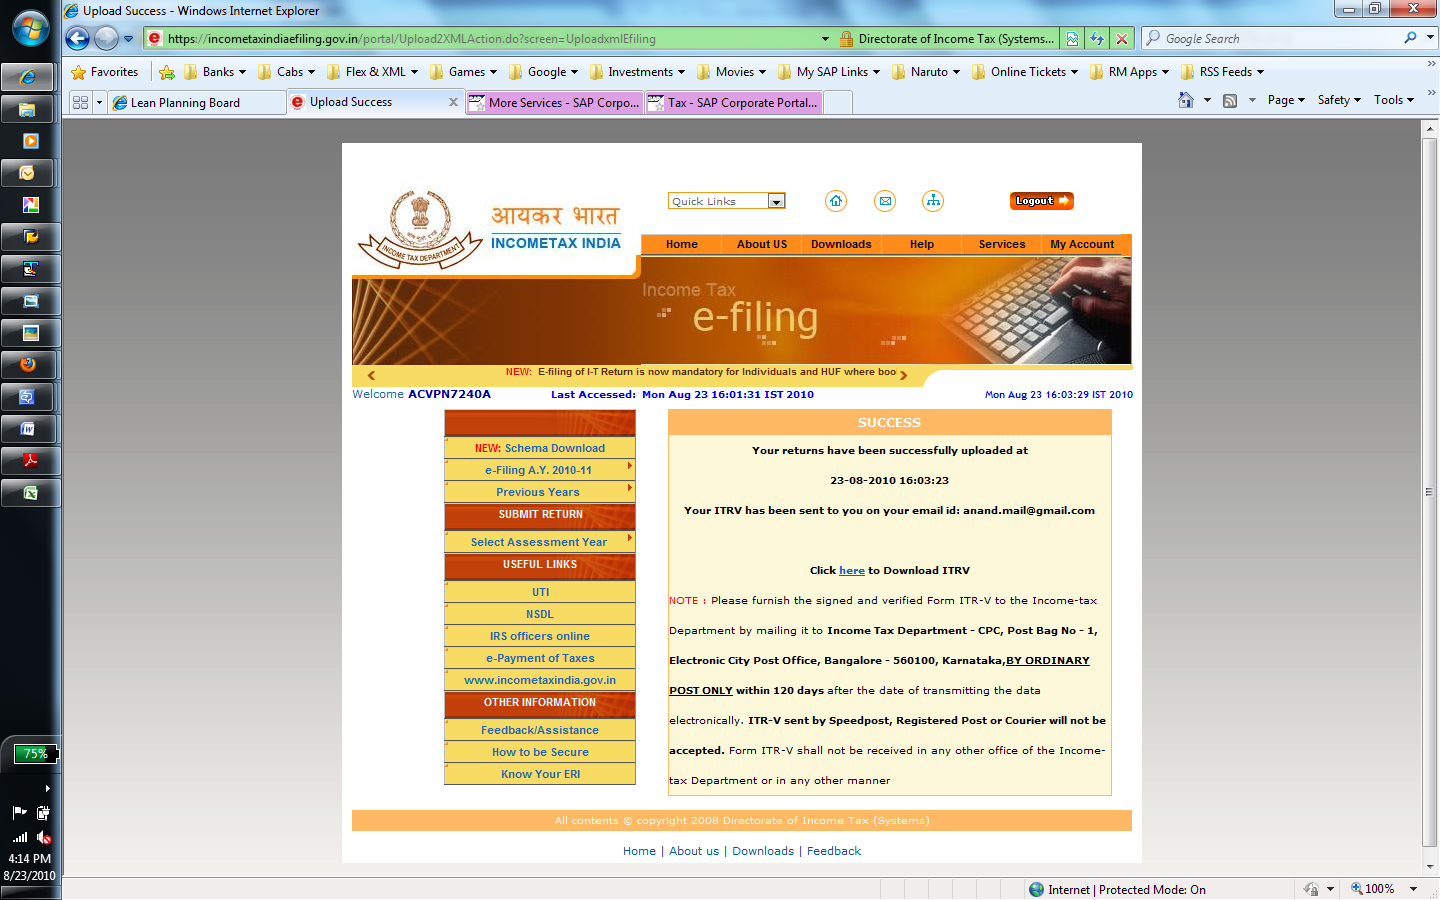 Upload Success - Windows Internet Explorer
https://incometaxindiaefiling.gov.in/portal/Upload2XMLAction.do?screen=UploadxmlEfiling
Directorate of Income Tax (Systems...
Google Search
Favorites
Banks
Cabs
Flex & XML
Games
Google
Investments
Movies
My SAP Links
Naruto
Online Tickets
RM Apps
RSS Feeds
Lean Planning Board
Upload Success
More Services - SAP Corpo...
Tax - SAP Corporate Portal...
Page
Safety
Tools
INCOME TAX DEPARTMENT
आयकर भारत
INCOMETAX INDIA
Quick Links
Logout
Home
About US
Downloads
Help
Services
My Account
Income Tax
e-filing
NEW: E-filing of I-T Return is now mandatory for Individuals and HUF where boo
Welcome ACVPN7240A
Last Accessed: Mon Aug 23 16:01:31 IST 2010
Mon Aug 23 16:03:29 IST 2010
NEW: Schema Download
e-Filing A.Y. 2010-11
Previous Years
SUBMIT RETURN
Select Assessment Year
USEFUL LINKS
UTI
NSDL
IRS officers online
e-Payment of Taxes
www.incometaxindia.gov.in
OTHER INFORMATION
Feedback/Assistance
How to be Secure
Know Your ERI
SUCCESS
Your returns have been successfully uploaded at
23-08-2010 16:03:23
Your ITRV has been sent to you on your email id: anand.mail@gmail.com
Click here to Download ITRV
NOTE : Please furnish the signed and verified Form ITR-V to the Income-tax
Department by mailing it to Income Tax Department - CPC, Post Bag No - 1,
Electronic City Post Office, Bangalore - 560100, Karnataka,BY ORDINARY
POST ONLY within 120 days after the date of transmitting the data
electronically. ITR-V sent by Speedpost, Registered Post or Courier will not be
accepted. Form ITR-V shall not be received in any other office of the Income-
tax Department or in any other manner
All contents © copyright 2008 Directorate of Income Tax (Systems)
Home | About us | Downloads | Feedback
75%
4:14 PM
8/23/2010
Internet | Protected Mode: On
100%